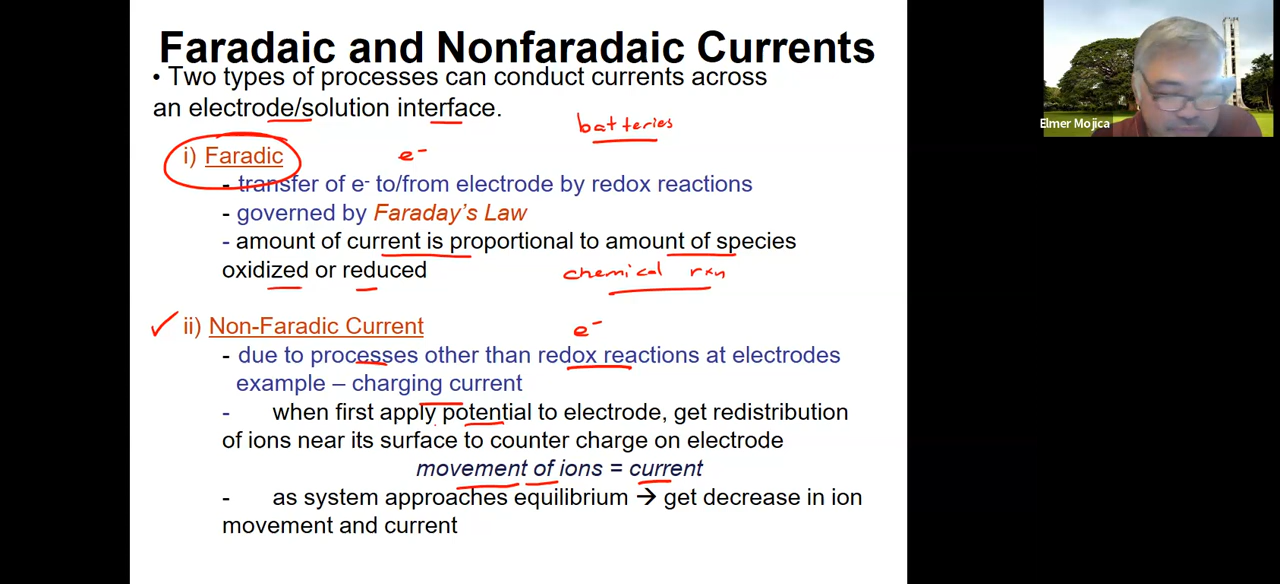 Faradaic and Nonfaradaic Currents
• Two types of processes can conduct currents across
an electrode/solution interface.
batteries
i) Faradic
e-
- transfer of e- to/from electrode by redox reactions
- governed by Faraday's Law
- amount of current is proportional to amount of species
oxidized or reduced
chemical rxn
ii) Non-Faradic Current
e-
- due to processes other than redox reactions at electrodes
example – charging current
- when first apply potential to electrode, get redistribution
of ions near its surface to counter charge on electrode
movement of ions = current
- as system approaches equilibrium → get decrease in ion
movement and current
Elmer Mojica